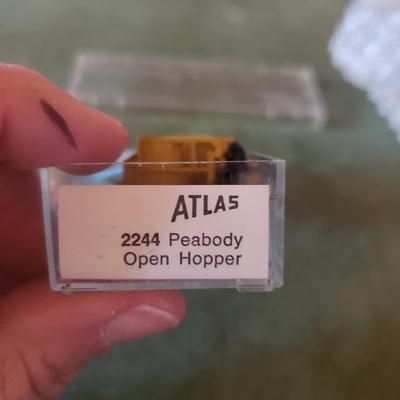 ATLAS
2244 Peabody
Open Hopper